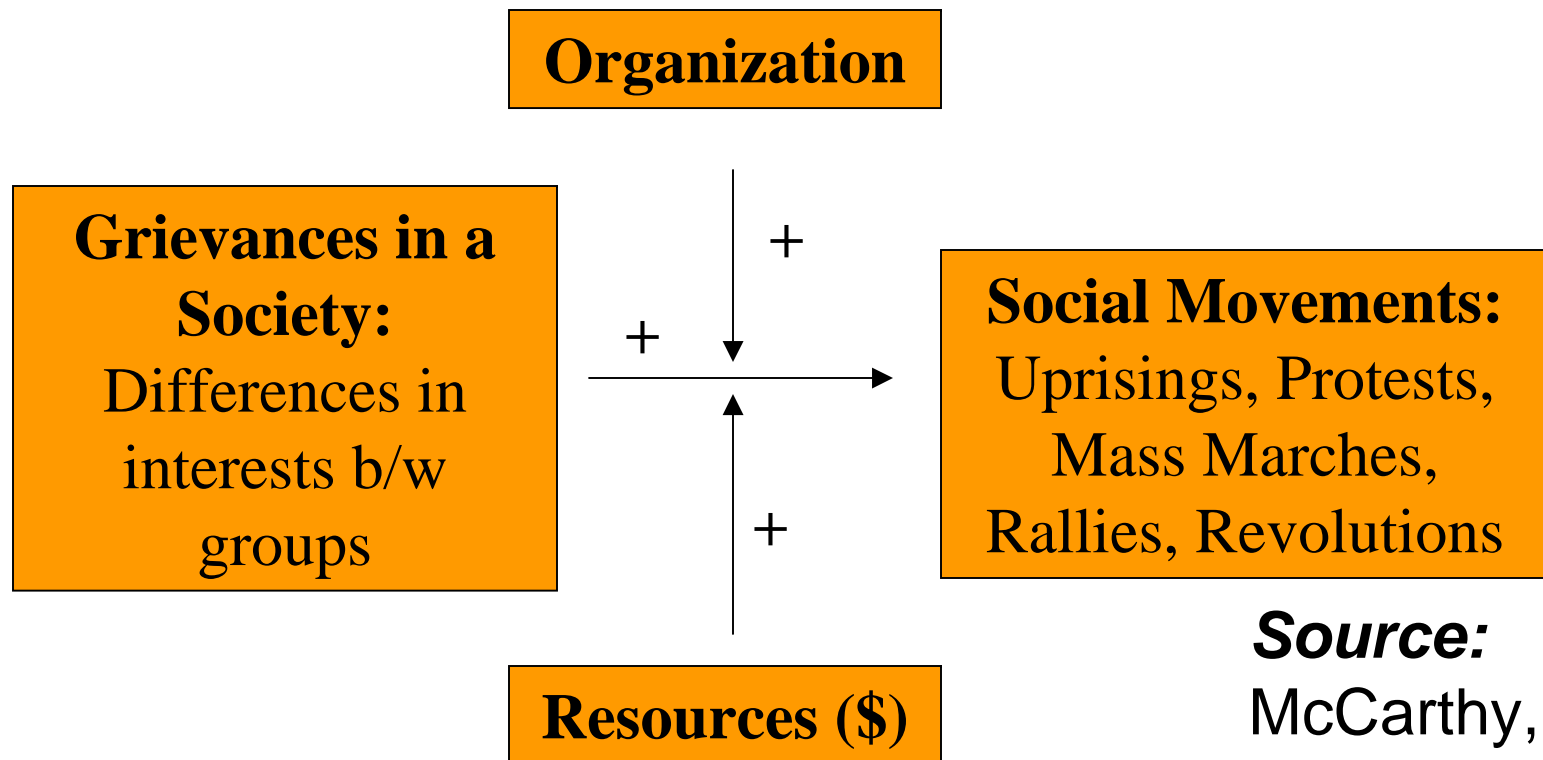 Organization
Grievances in a
Society:
Differences in
interests b/w
groups
+
+
+
Social Movements:
Uprisings, Protests,
Mass Marches,
Rallies, Revolutions
Resources ($)
Source:
McCarthy,